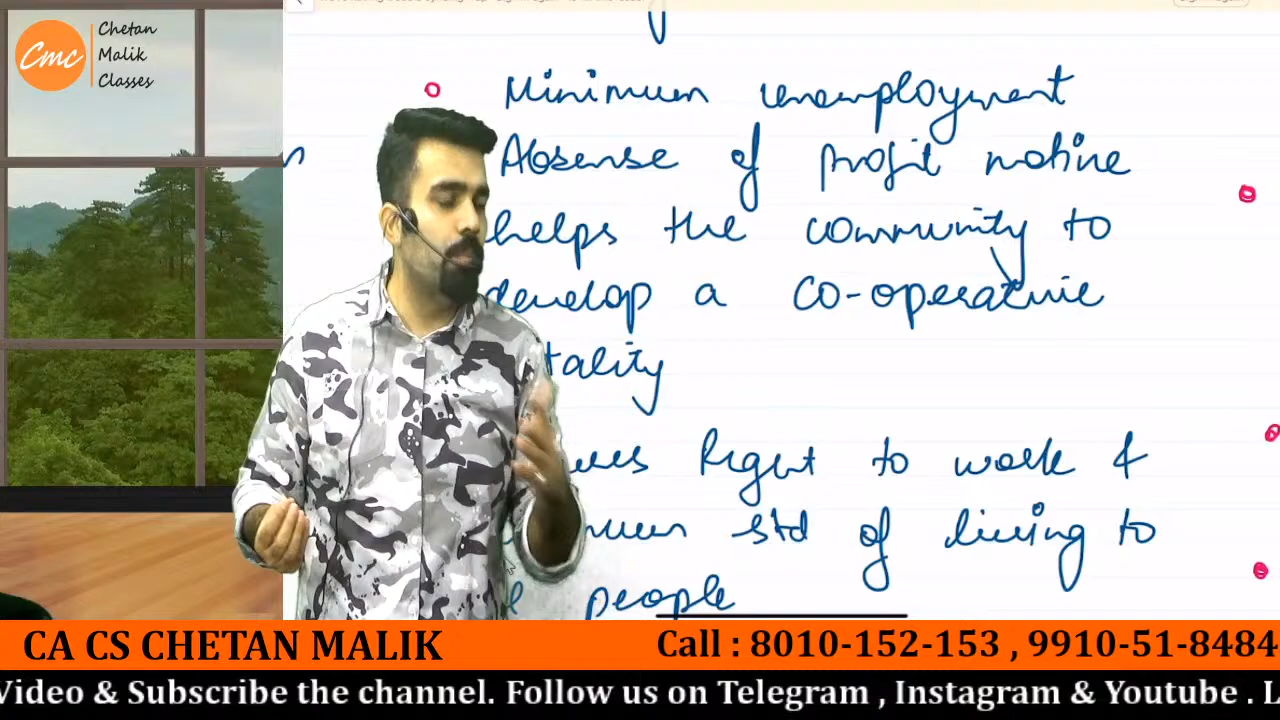 Cmc
Chetan
Malik
Classes
Minimum unemployment
Absense of profit motive
helps the community to
develop a co-operative
tality
Right to work &
std of living to
people
CA CS CHETAN MALIK
Call : 8010-152-153 , 9910-51-8484
Video & Subscribe the channel. Follow us on Telegram , Instagram & Youtube . L